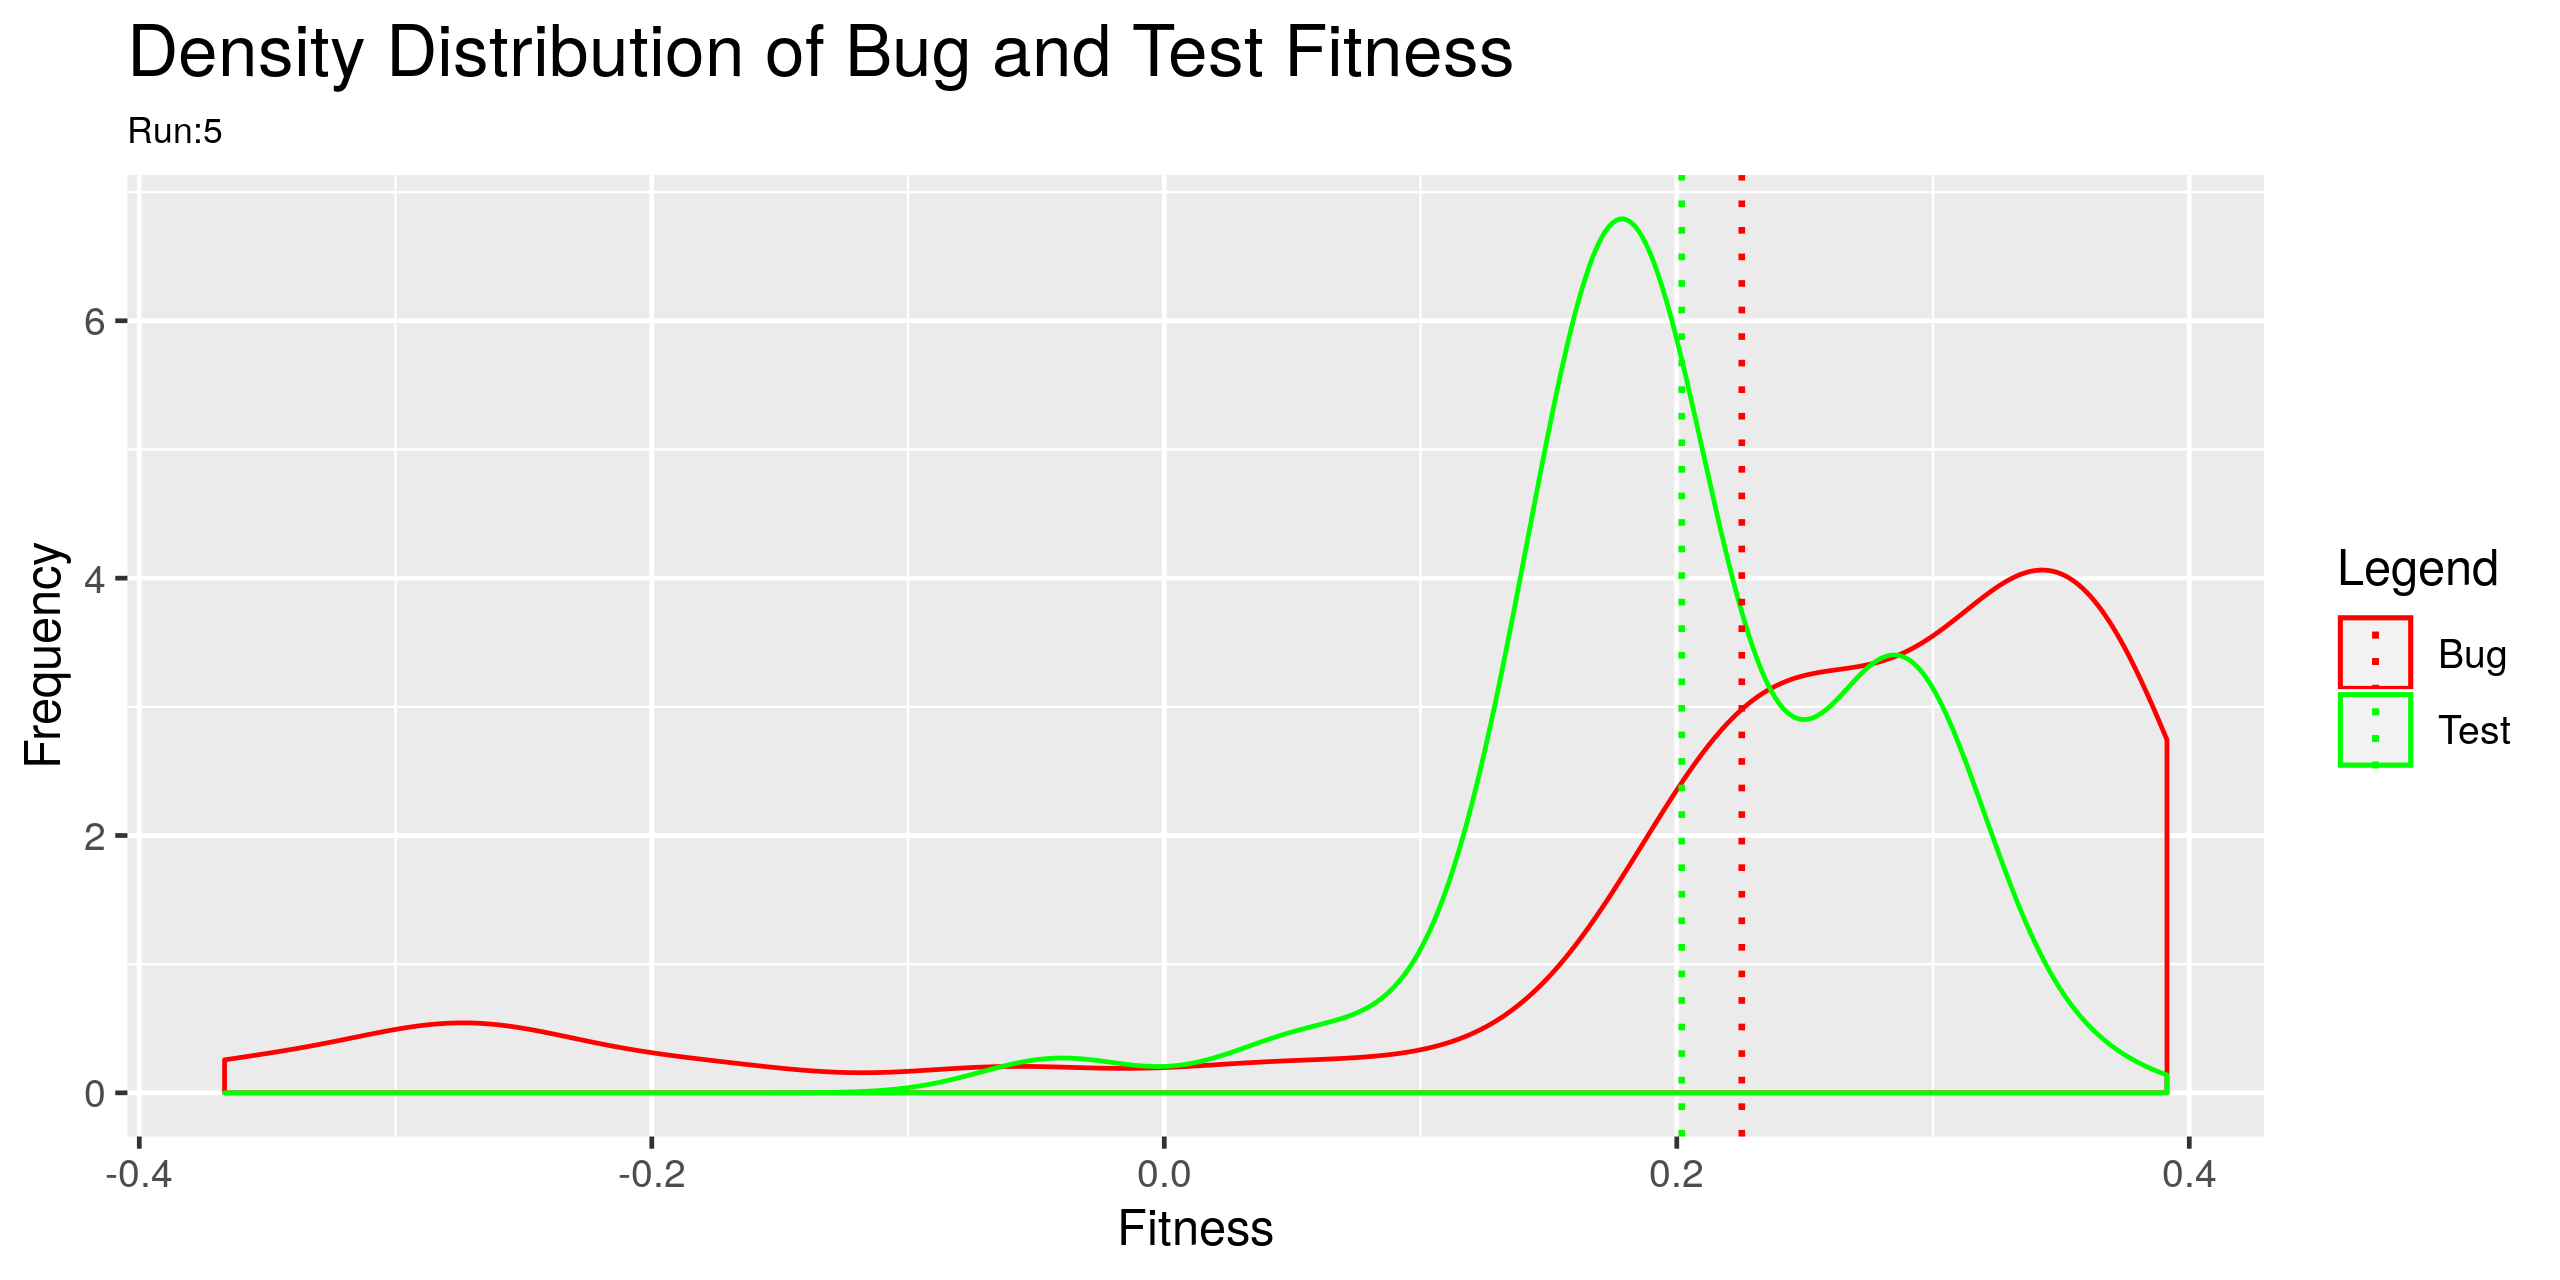 Density Distribution of Bug and Test Fitness
Run:5
Frequency
6
4
2
0
-0.4 -0.2 0.0 0.2 0.4
Fitness
Legend
Bug
Test